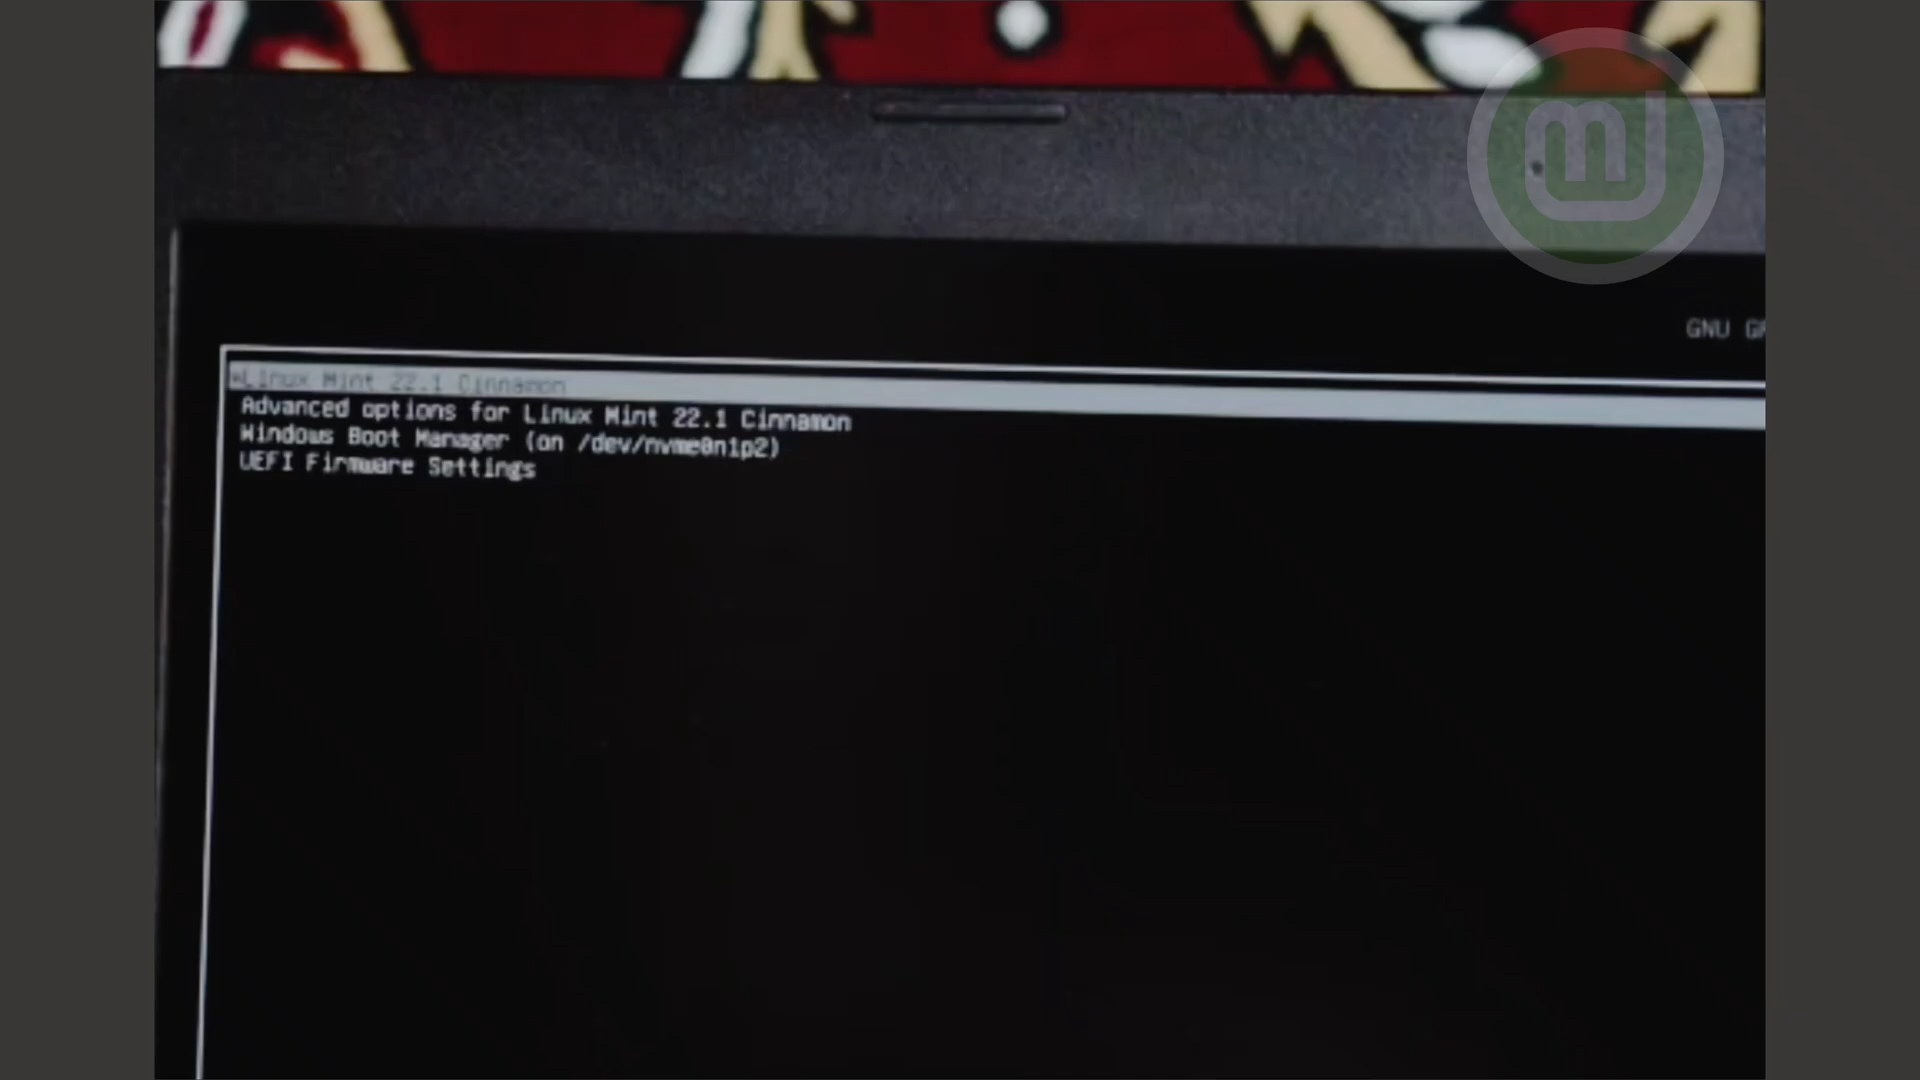 GNU GR
*Linux Mint 22.1 Cinnamon
Advanced options for Linux Mint 22.1 Cinnamon
Windows Boot Manager (on /dev/nvme0n1p2)
UEFI Firmware Settings